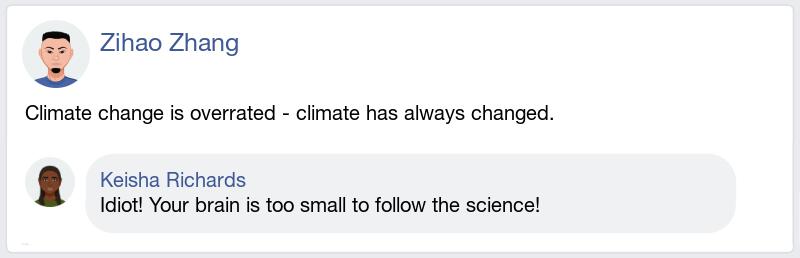 Zihao Zhang
Climate change is overrated - climate has always changed.
Keisha Richards
Idiot! Your brain is too small to follow the science!